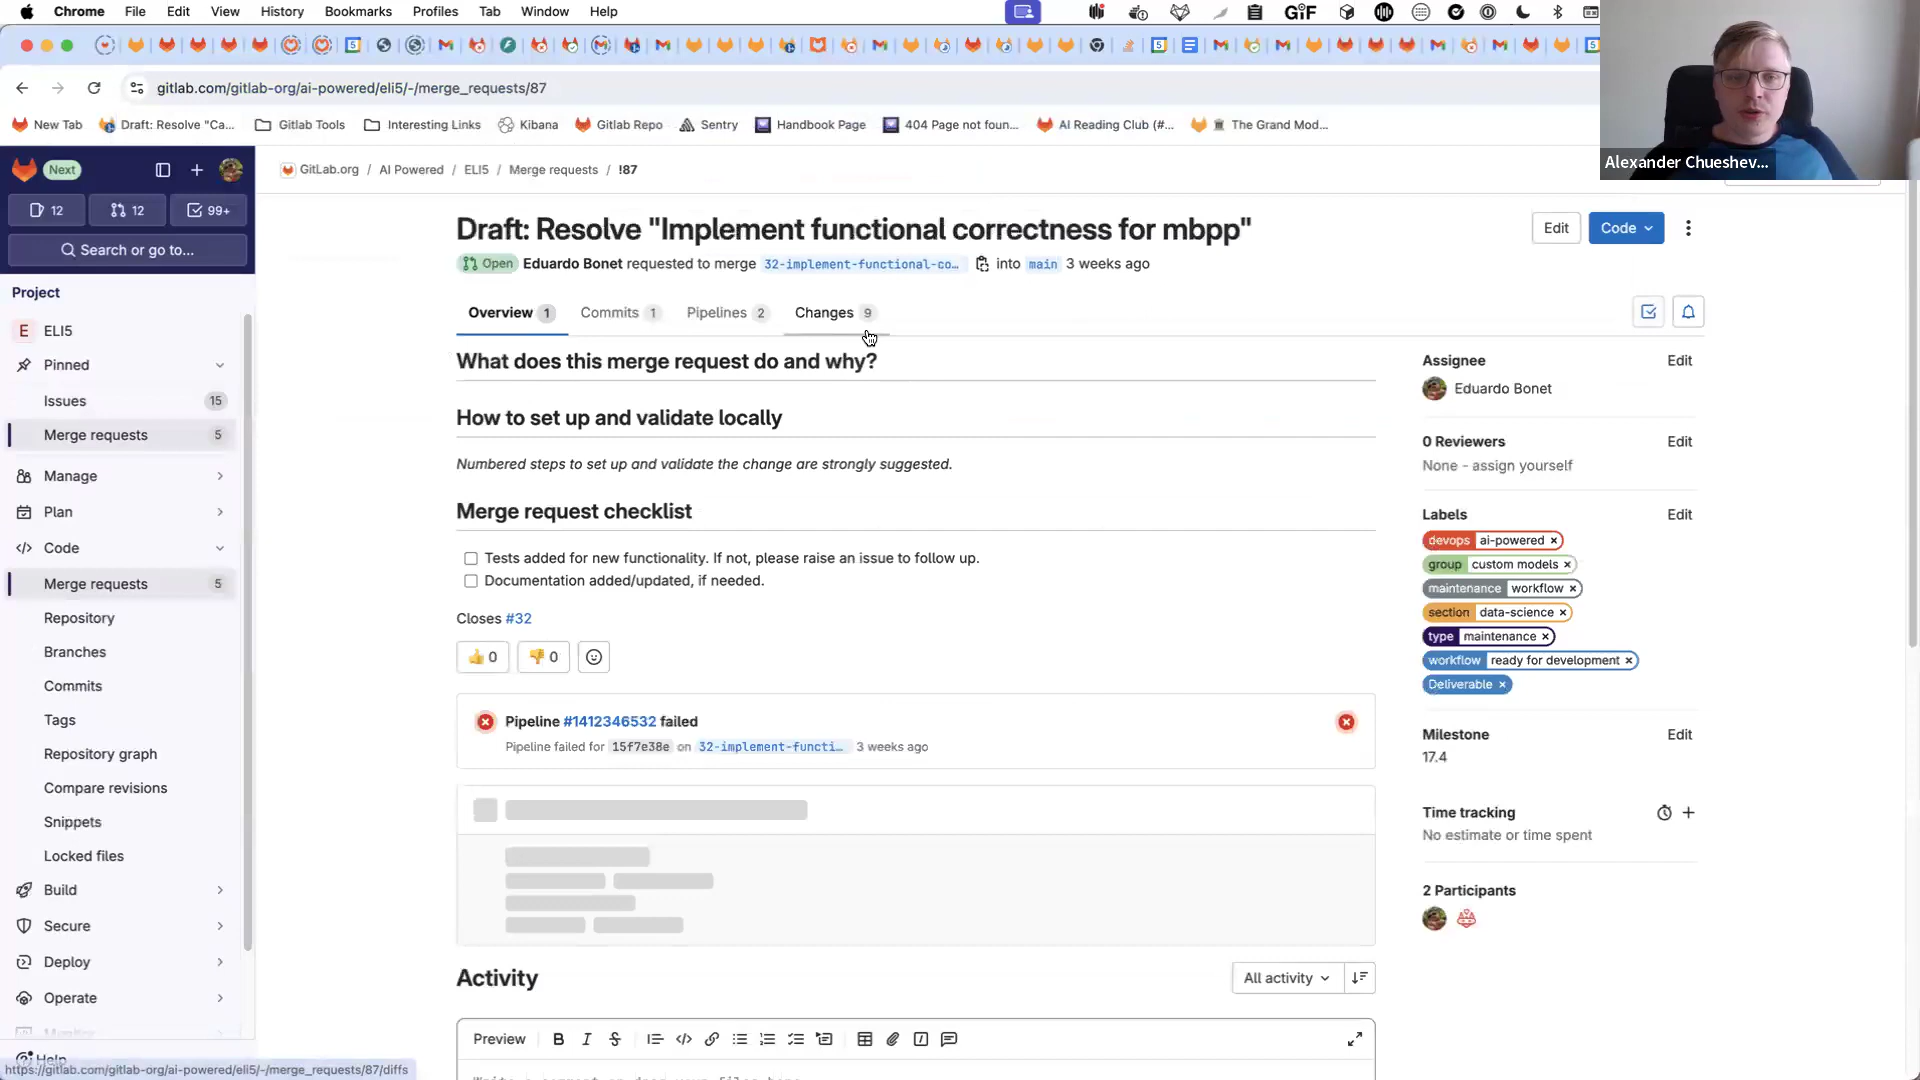 Chrome File Edit View History Bookmarks Profiles Tab Window Help
GIF
gitlab.com/gitlab-org/ai-powered/eli5/-/merge_requests/87
New Tab
Draft: Resolve "Ca...
Gitlab Tools
Interesting Links
Kibana
Gitlab Repo
Sentry
Handbook Page
404 Page not foun...
AI Reading Club (#...
The Grand Mod...
Alexander Chueshev...
Next
12
12
99+
Search or go to...
Project
E ELI5
Pinned
Issues 15
Merge requests 5
Manage
Plan
Code
Merge requests 5
Repository
Branches
Commits
Tags
Repository graph
Compare revisions
Snippets
Locked files
Build
Secure
Deploy
Operate
Help
https://gitlab.com/gitlab-org/ai-powered/eli5/-/merge_requests/87/diffs
GitLab.org / AI Powered / ELI5 / Merge requests / !87
Draft: Resolve "Implement functional correctness for mbpp"
Edit
Code
Open Eduardo Bonet requested to merge 32-implement-functional-co… into main 3 weeks ago
Overview 1
Commits 1
Pipelines 2
Changes 9
What does this merge request do and why?
How to set up and validate locally
Numbered steps to set up and validate the change are strongly suggested.
Merge request checklist
Tests added for new functionality. If not, please raise an issue to follow up.
Documentation added/updated, if needed.
Closes #32
👍 0
👎 0
Pipeline #1412346532 failed
Pipeline failed for 15f7e38e on 32-implement-functi… 3 weeks ago
Activity
All activity
Preview B I S
Assignee Edit
Eduardo Bonet
0 Reviewers Edit
None - assign yourself
Labels Edit
devops ai-powered ×
group custom models ×
maintenance workflow ×
section data-science ×
type maintenance ×
workflow ready for development ×
Deliverable ×
Milestone Edit
17.4
Time tracking +
No estimate or time spent
2 Participants